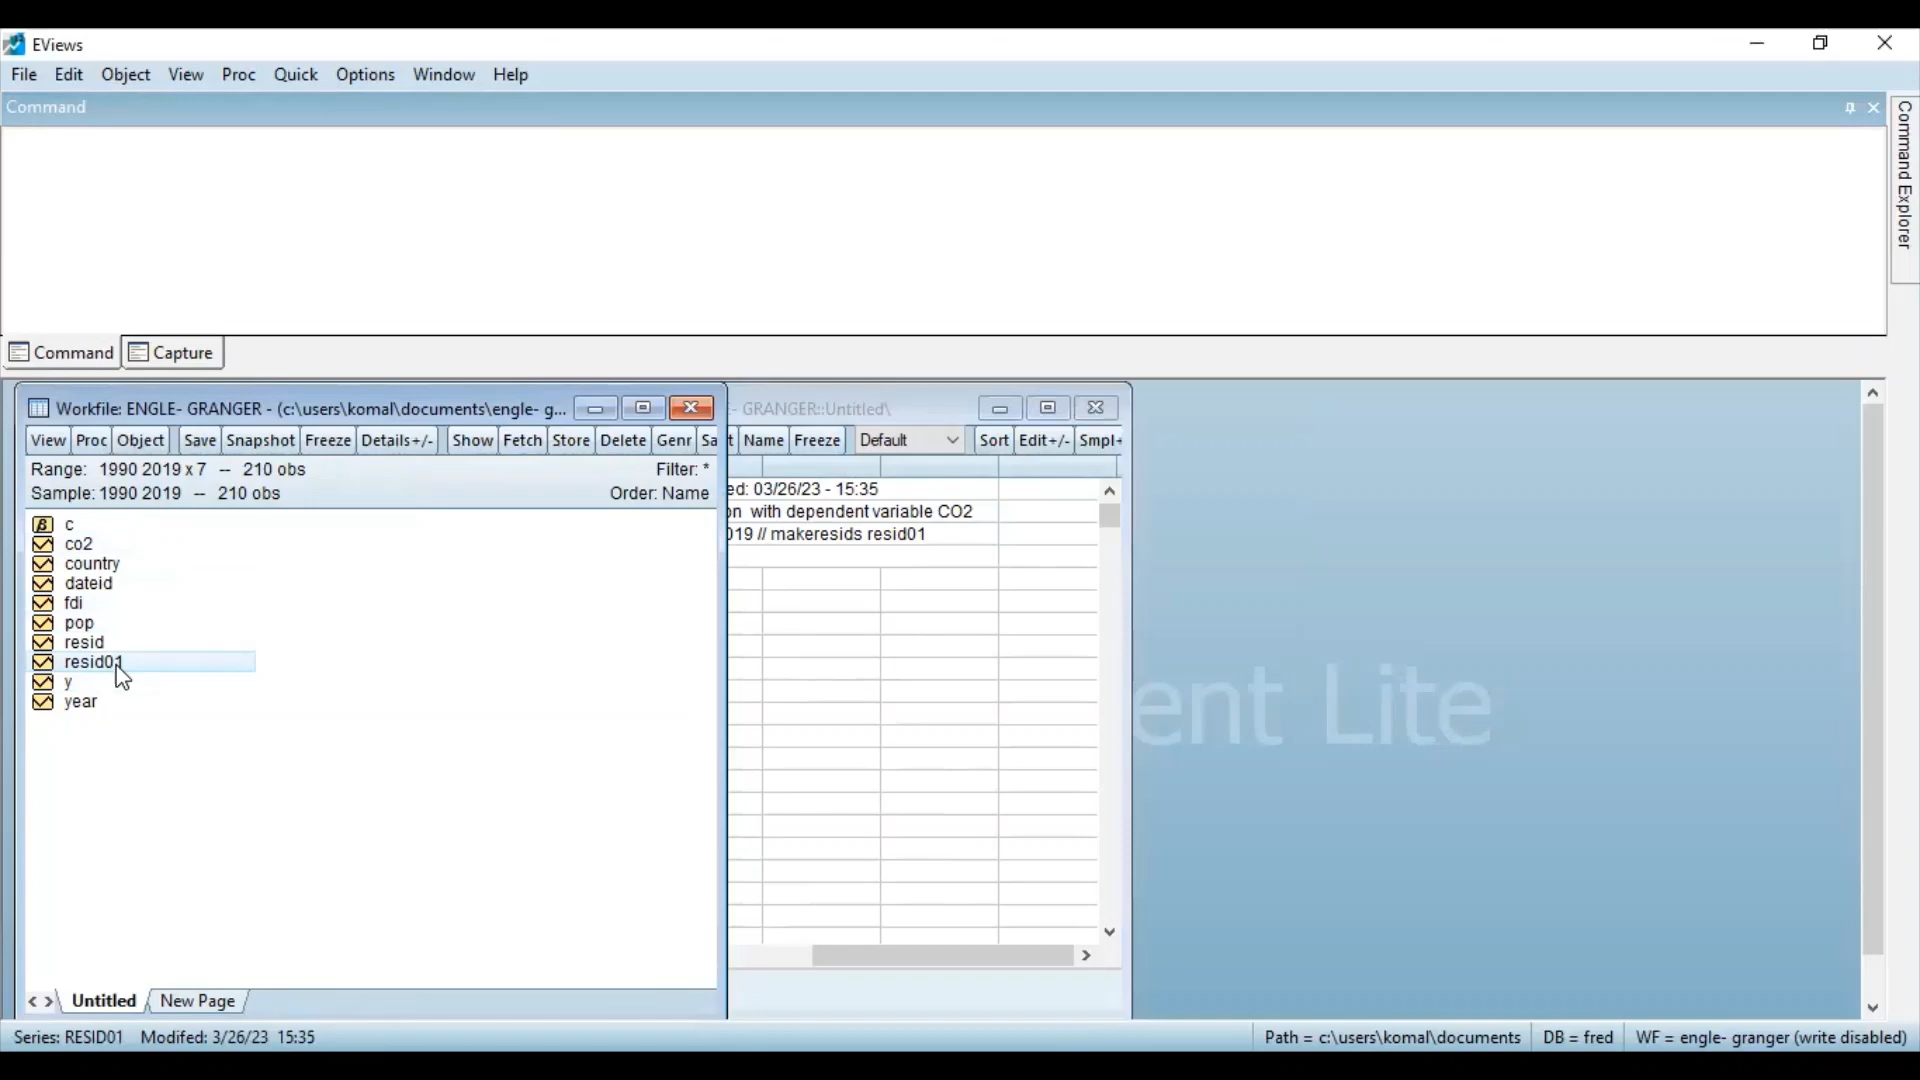 EViews
File Edit Object View Proc Quick Options Window Help
Command
Command Explorer
Command Capture
Workfile: ENGLE- GRANGER - (c:\users\komal\documents\engle- g...
View Proc Object Save Snapshot Freeze Details+/- Show Fetch Store Delete Genr
Range: 1990 2019 x 7 -- 210 obs Filter: *
Sample: 1990 2019 -- 210 obs Order: Name
c
co2
country
dateid
fdi
pop
resid
resid01
y
year
Untitled New Page
- GRANGER::Untitled\
Name Freeze Default Sort Edit+/- Smpl+
ed: 03/26/23 - 15:35
on with dependent variable CO2
019 // makeresids resid01
ent Lite
Series: RESID01 Modifed: 3/26/23 15:35
Path = c:\users\komal\documents DB = fred WF = engle- granger (write disabled)